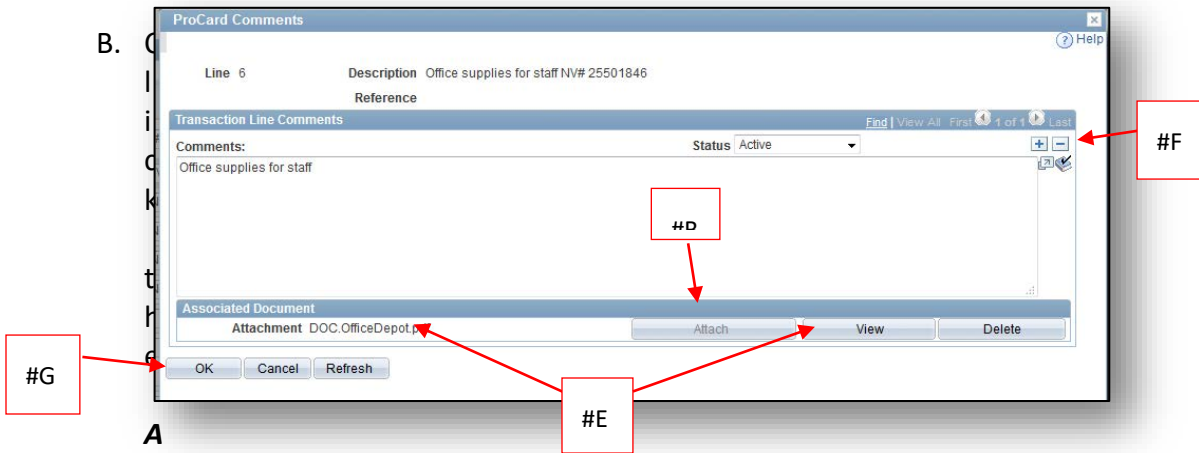 ProCard Comments
Help
B.
Line 6 Description Office supplies for staff NV# 25501846
Reference
Transaction Line Comments Find | View All First 1 of 1 Last
Comments: Status Active
#F
Office supplies for staff
Associated Document
Attachment DOC.OfficeDepot.p
Attach View Delete
OK Cancel Refresh
#G
#E
A